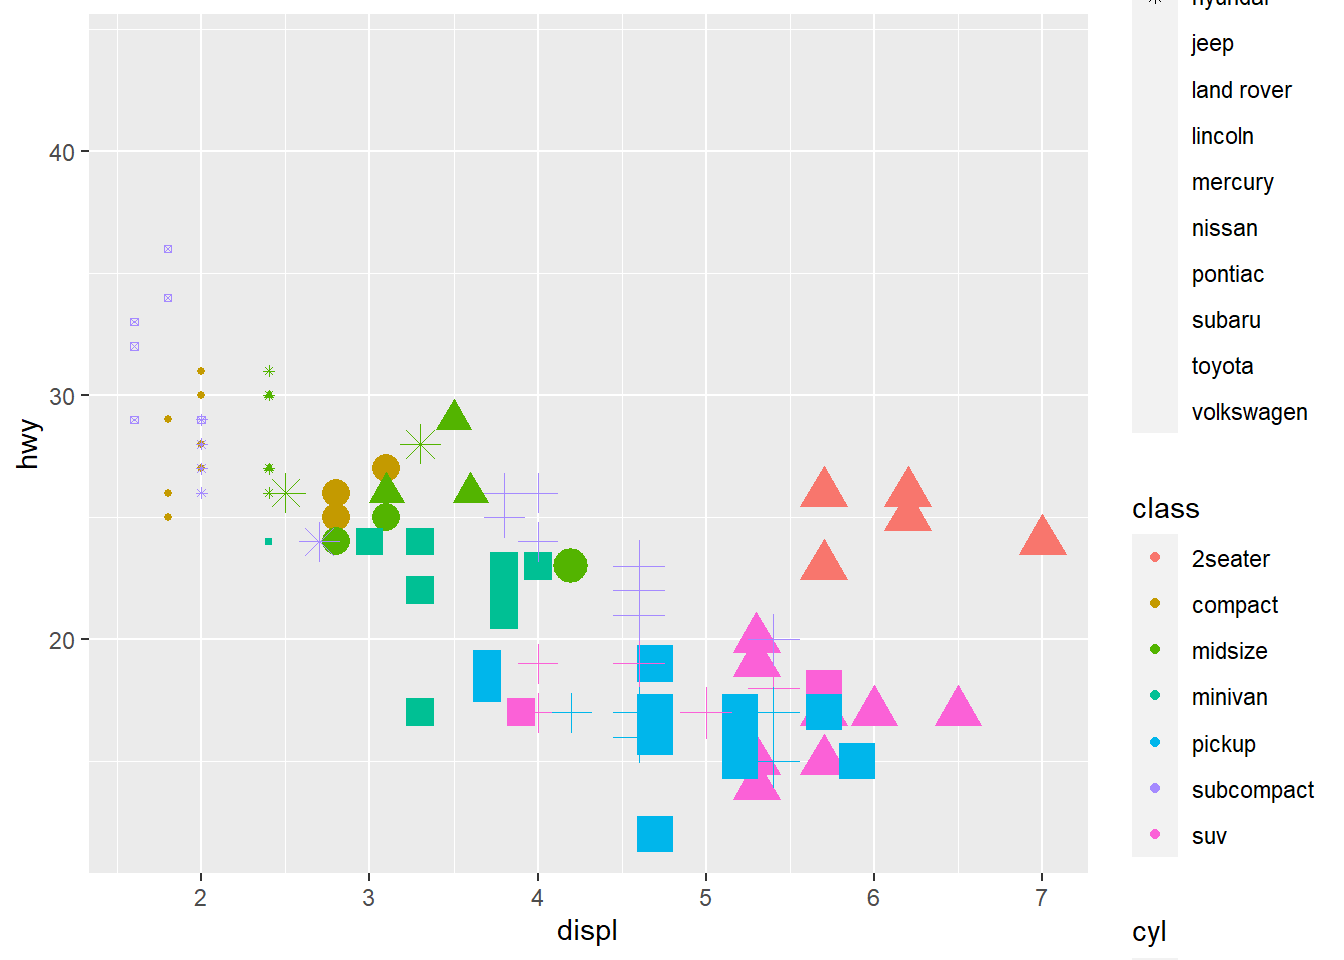 hwy
40
30
20
2
3
4
5
6
7
displ
hyundai
jeep
land rover
lincoln
mercury
nissan
pontiac
subaru
toyota
volkswagen
class
2seater
compact
midsize
minivan
pickup
subcompact
suv
cyl